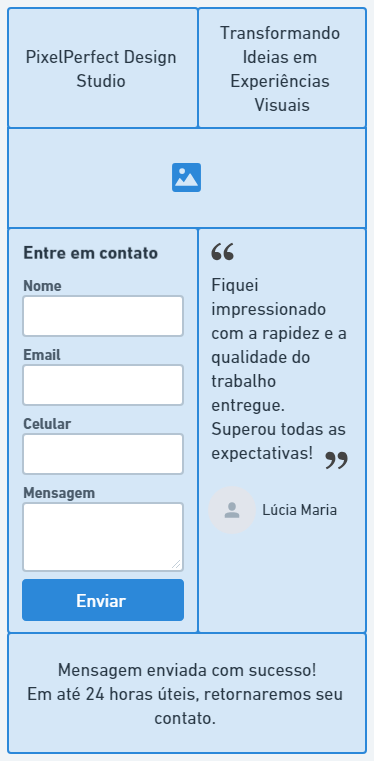 PixelPerfect Design
Studio
Transformando
Ideias em
Experiências
Visuais
Entre em contato
Nome
Email
Celular
Mensagem
Enviar
“
Fiquei
impressionado
com a rapidez e a
qualidade do
trabalho
entregue.
Superou todas as
expectativas! ”
Lúcia Maria
Mensagem enviada com sucesso!
Em até 24 horas úteis, retornaremos seu
contato.